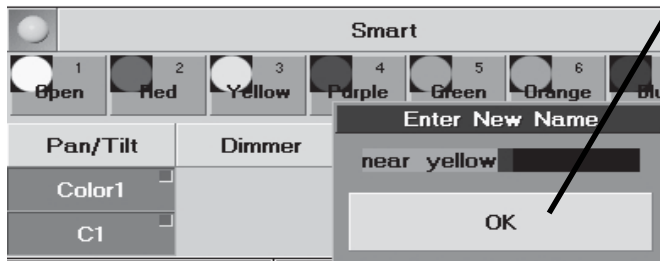 Smart
1 2 3 4 5 6
Open Red Yellow Purple Green Orange Blu
Enter New Name
Pan/Tilt Dimmer
near yellow
Color1
OK
C1